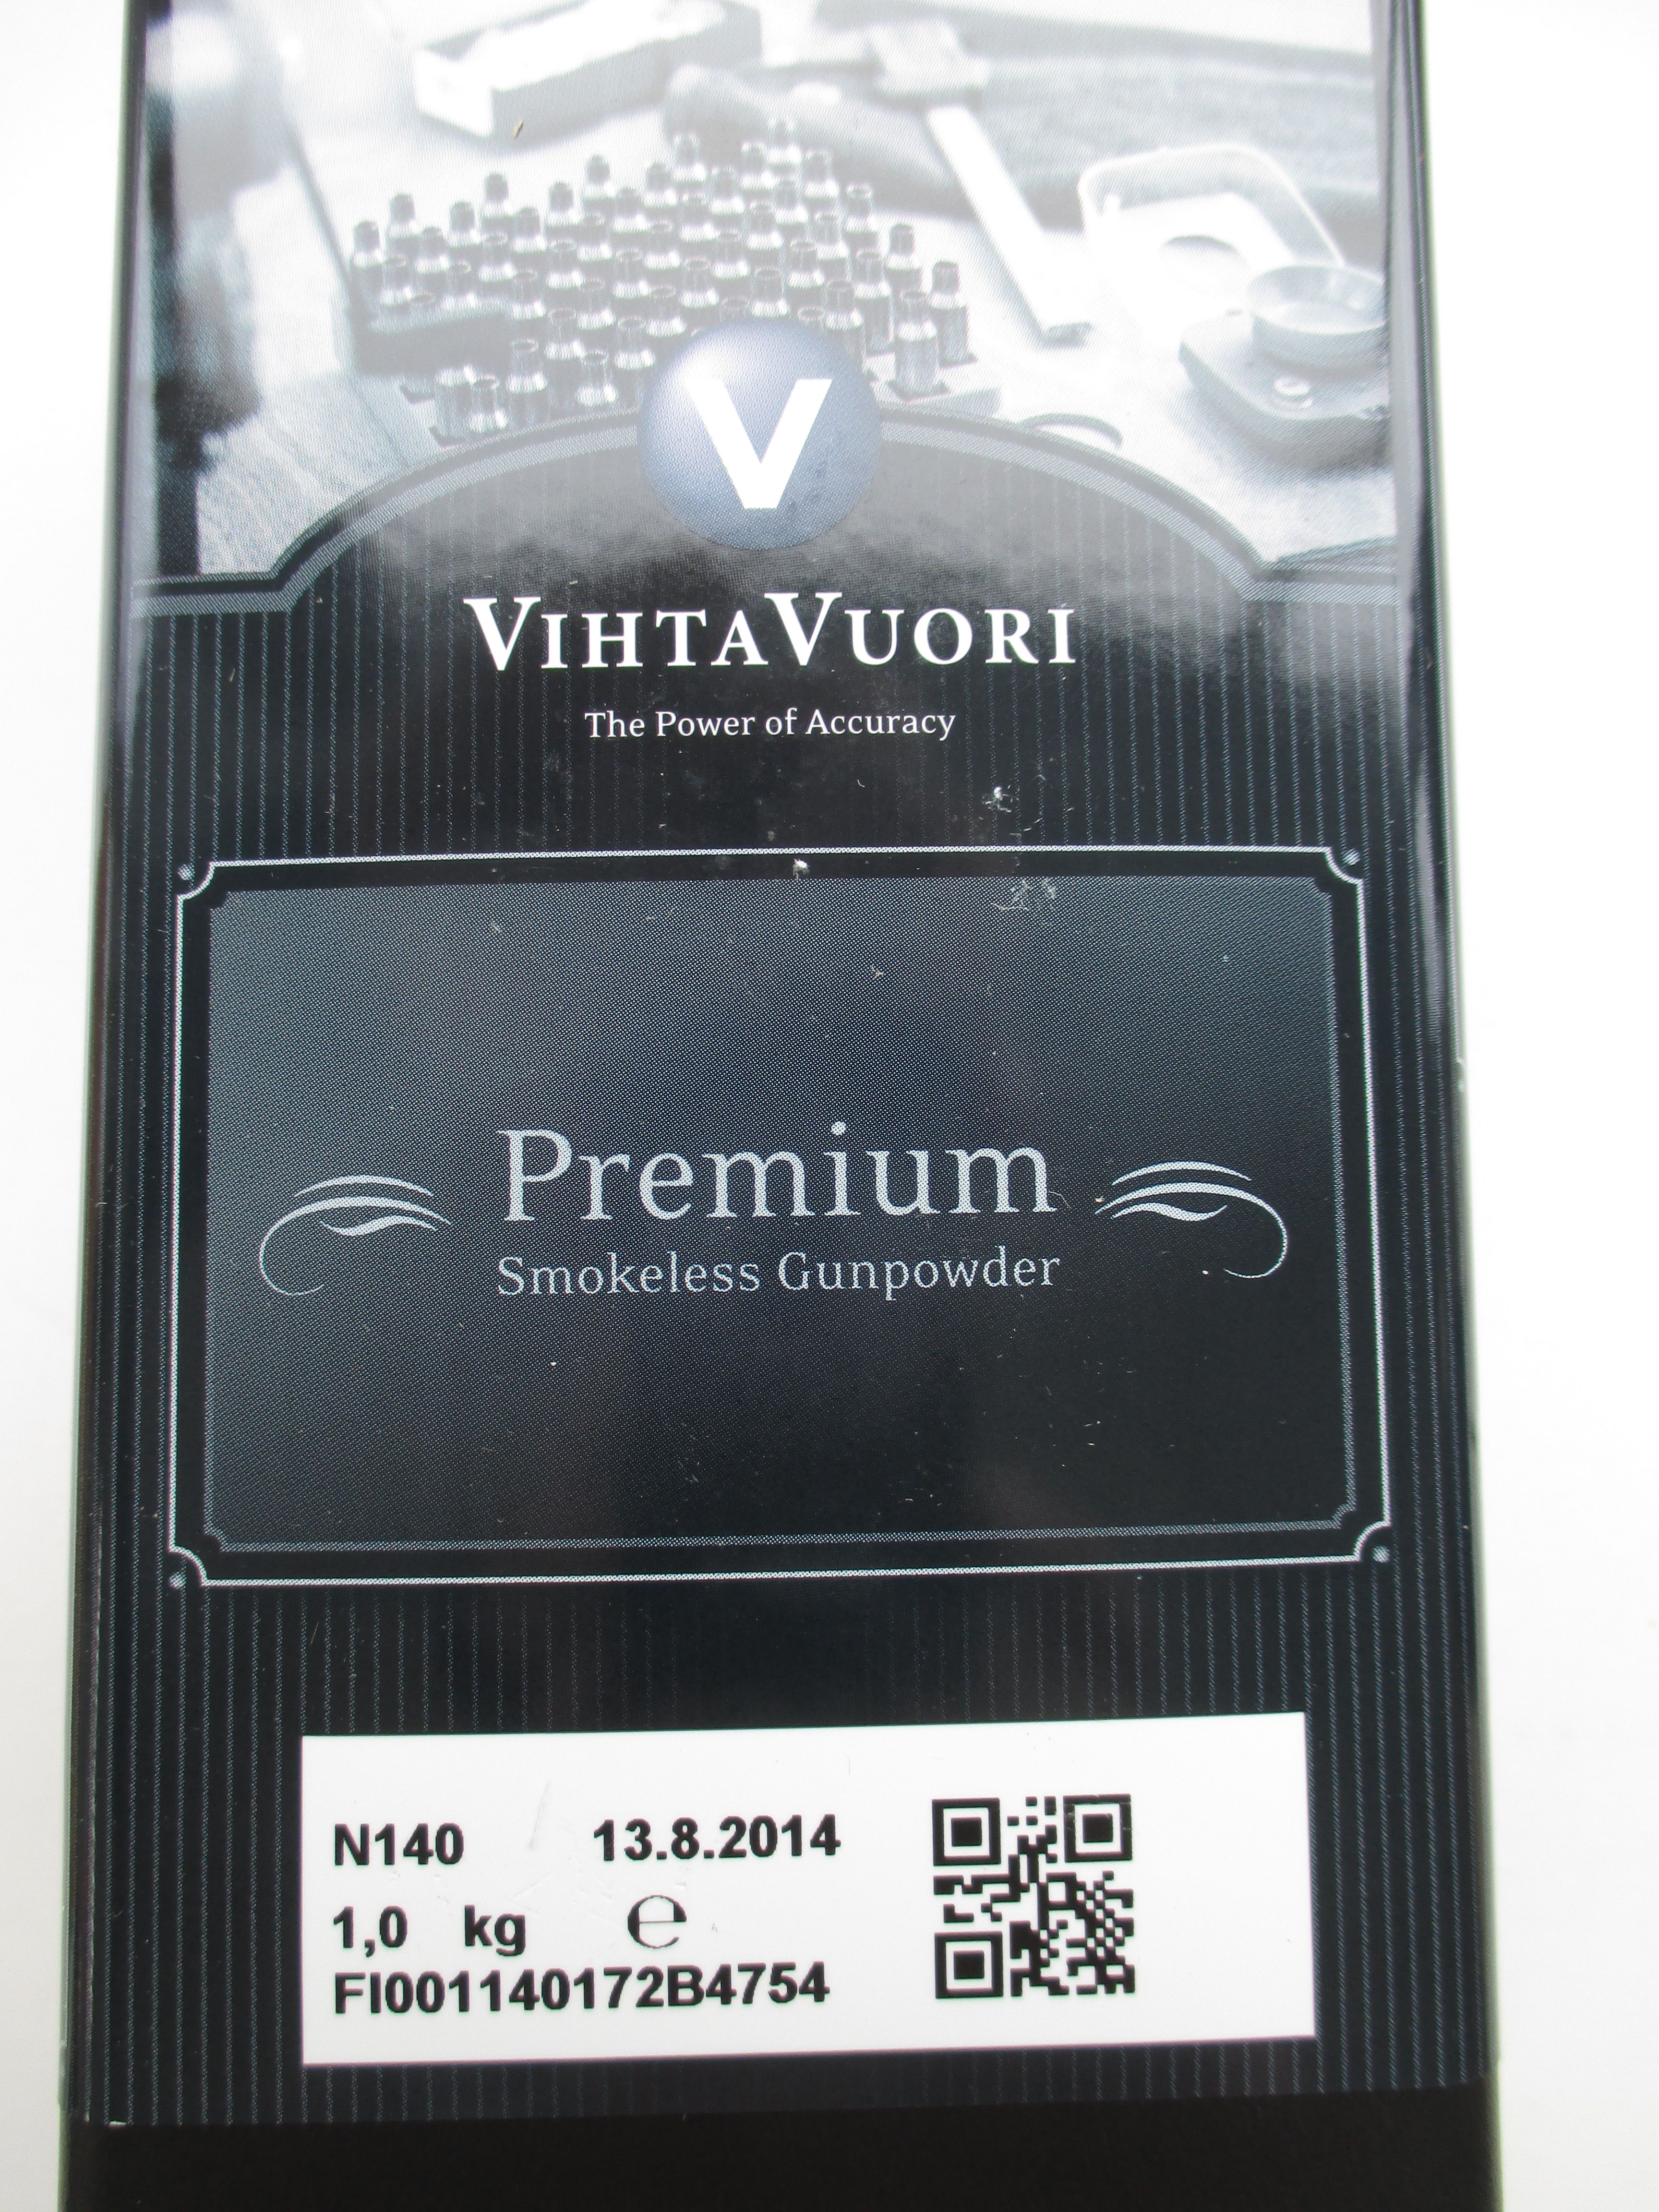 V
VIHTAVUORI
The Power of Accuracy
Premium
Smokeless Gunpowder
N140 13.8.2014
1,0 kg ℮
FI001140172B4754